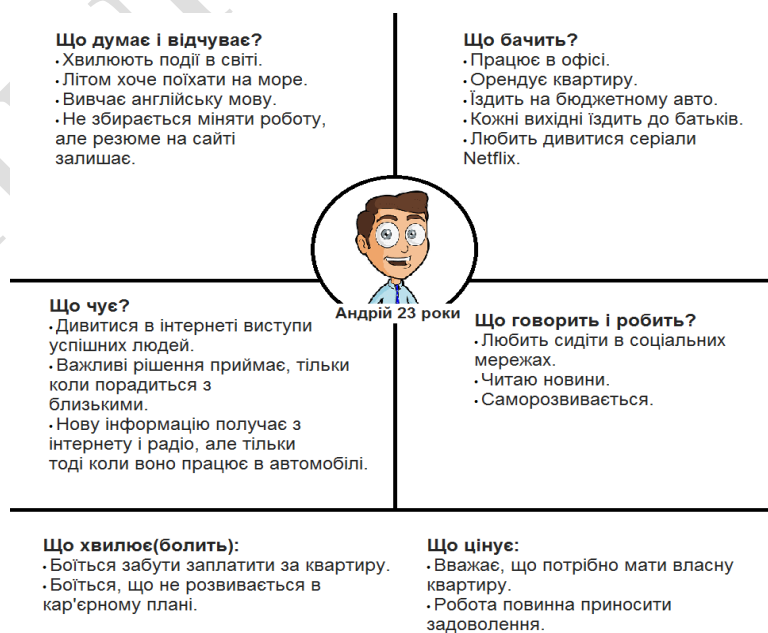 Що думає і відчуває?
• Хвилюють події в світі.
• Літом хоче поїхати на море.
• Вивчає англійську мову.
• Не збирається міняти роботу,
але резюме на сайті
залишає.
Що бачить?
• Працює в офісі.
• Орендує квартиру.
• Їздить на бюджетному авто.
• Кожні вихідні їздить до батьків.
• Любить дивитися серіали
Netflix.
Андрій 23 роки
Що чує?
• Дивитися в інтернеті виступи
успішних людей.
• Важливі рішення приймає, тільки
коли порадиться з
близькими.
• Нову інформацію получає з
інтернету і радіо, але тільки
тоді коли воно працює в автомобілі.
Що говорить і робить?
• Любить сидіти в соціальних
мережах.
• Читаю новини.
• Саморозвивається.
Що хвилює(болить):
• Боїться забути заплатити за квартиру.
• Боїться, що не розвивається в
кар'єрному плані.
Що цінує:
• Вважає, що потрібно мати власну
квартиру.
• Робота повинна приносити
задоволення.